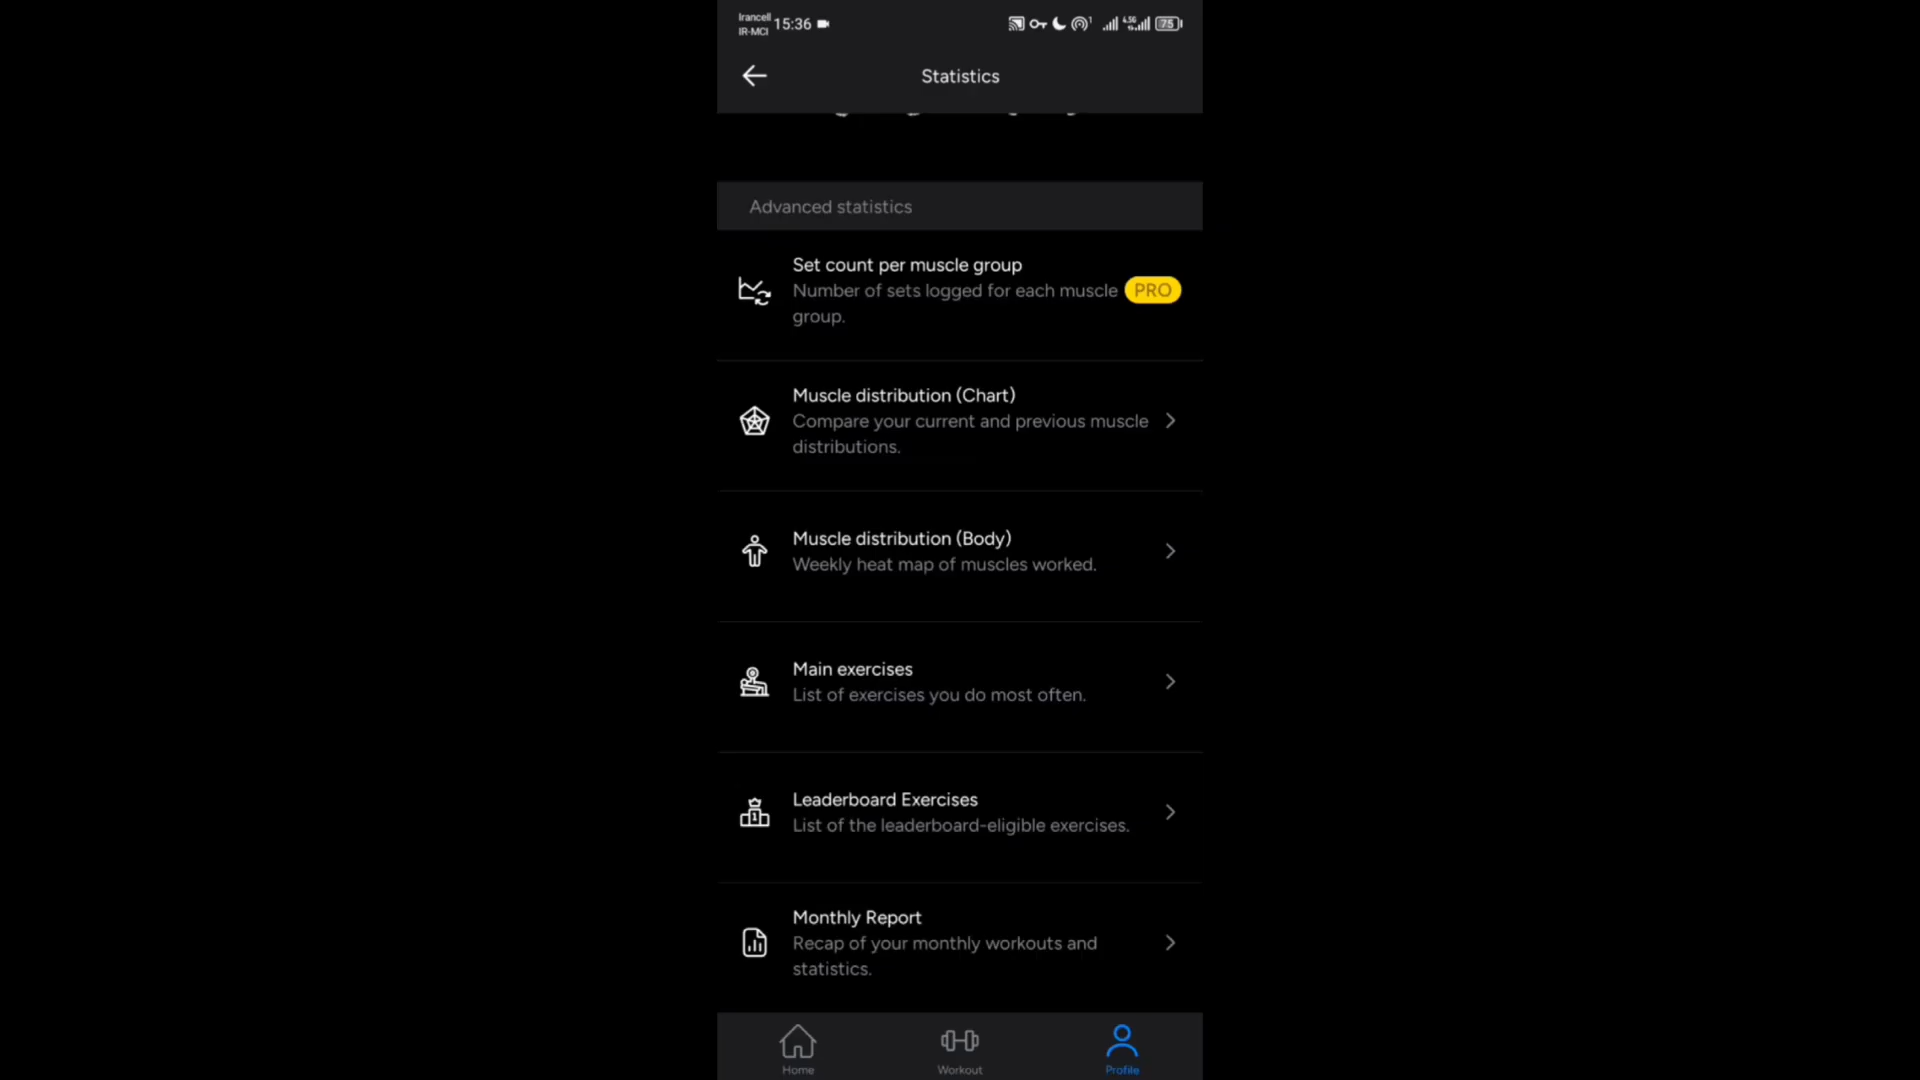 Irancell
IR-MCI
15:36
75
Statistics
Advanced statistics
Set count per muscle group
Number of sets logged for each muscle
group.
PRO
Muscle distribution (Chart)
Compare your current and previous muscle
distributions.
Muscle distribution (Body)
Weekly heat map of muscles worked.
Main exercises
List of exercises you do most often.
Leaderboard Exercises
List of the leaderboard-eligible exercises.
Monthly Report
Recap of your monthly workouts and
statistics.
Home
Workout
Profile